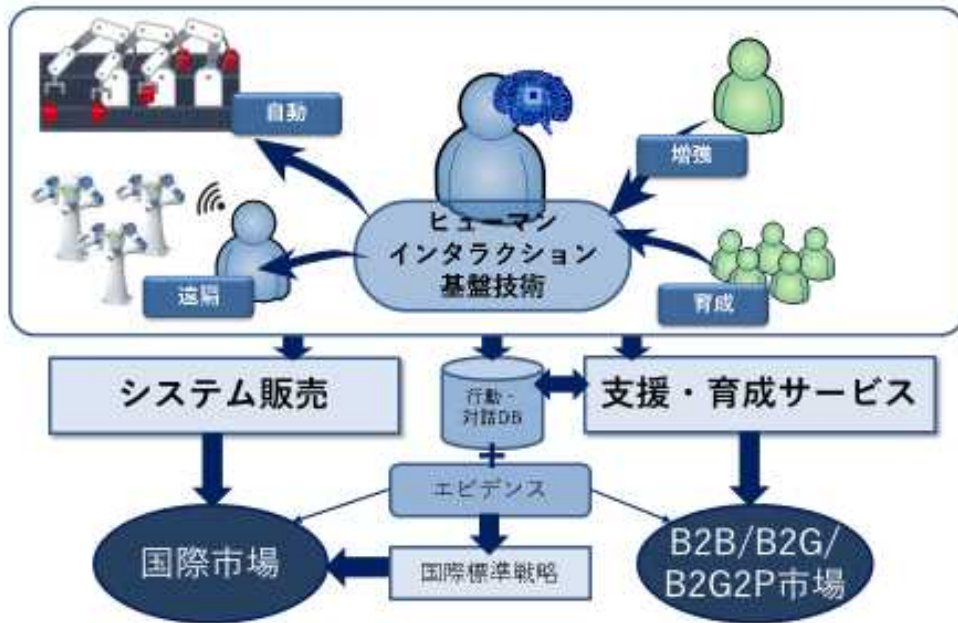 自動
増強
ヒューマン
インタラクション
基盤技術
遠隔
育成
システム販売
行動・
対話DB
支援・育成サービス
+
エビデンス
国際市場
国際標準戦略
B2B/B2G/
B2G2P市場